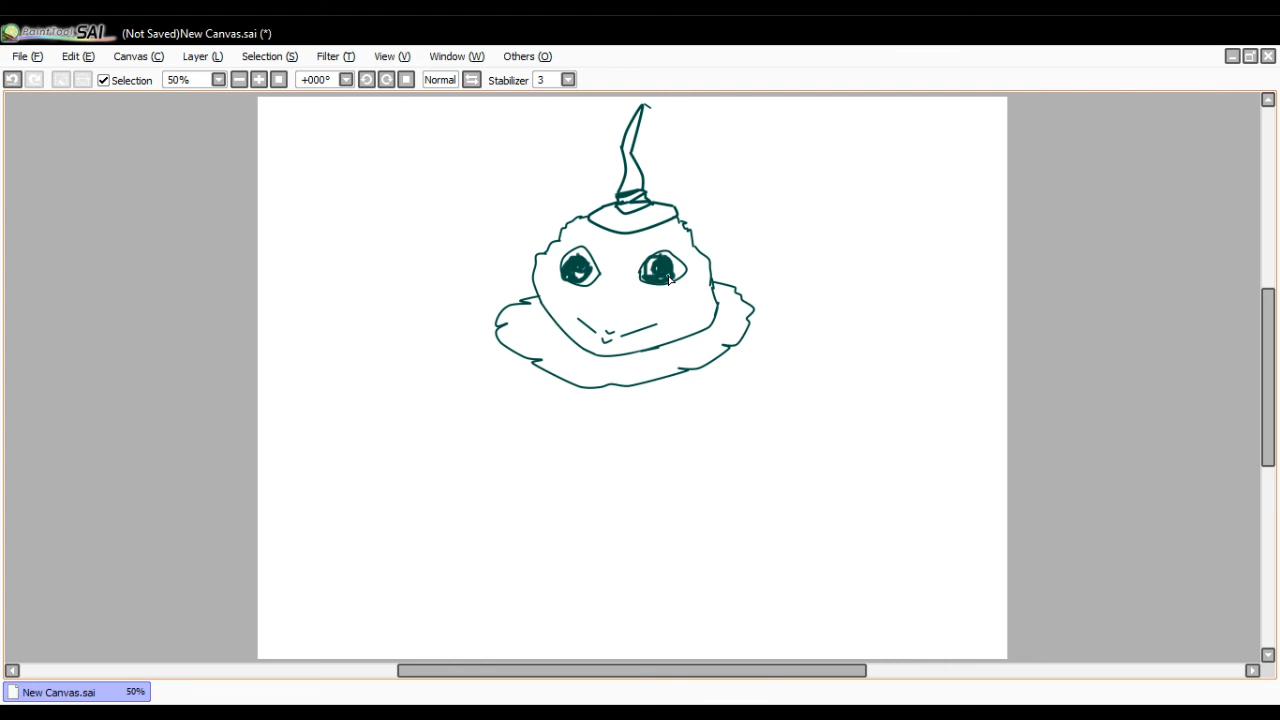 PaintTool SAI (Not Saved)New Canvas.sai (*)
File (F) Edit (E) Canvas (C) Layer (L) Selection (S) Filter (T) View (V) Window (W) Others (O)
Selection 50% +000° Normal Stabilizer 3
New Canvas.sai 50%